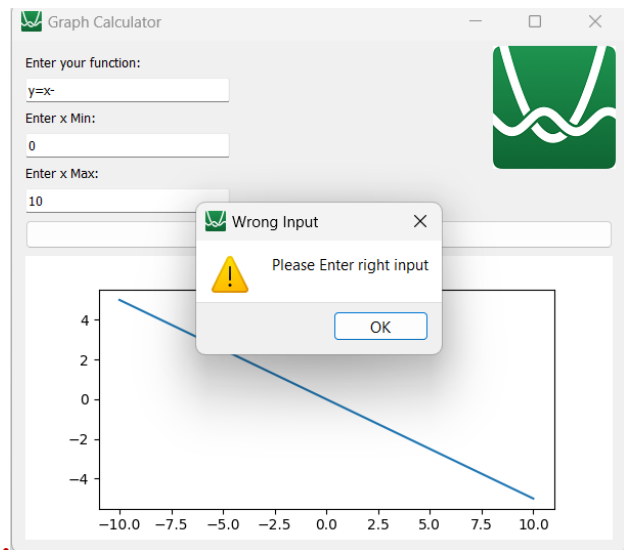 Graph Calculator
Enter your function:
y=x-
Enter x Min:
0
Enter x Max:
10
Wrong Input
Please Enter right input
OK
4
2
0
−2
−4
−10.0 −7.5 −5.0 −2.5 0.0 2.5 5.0 7.5 10.0